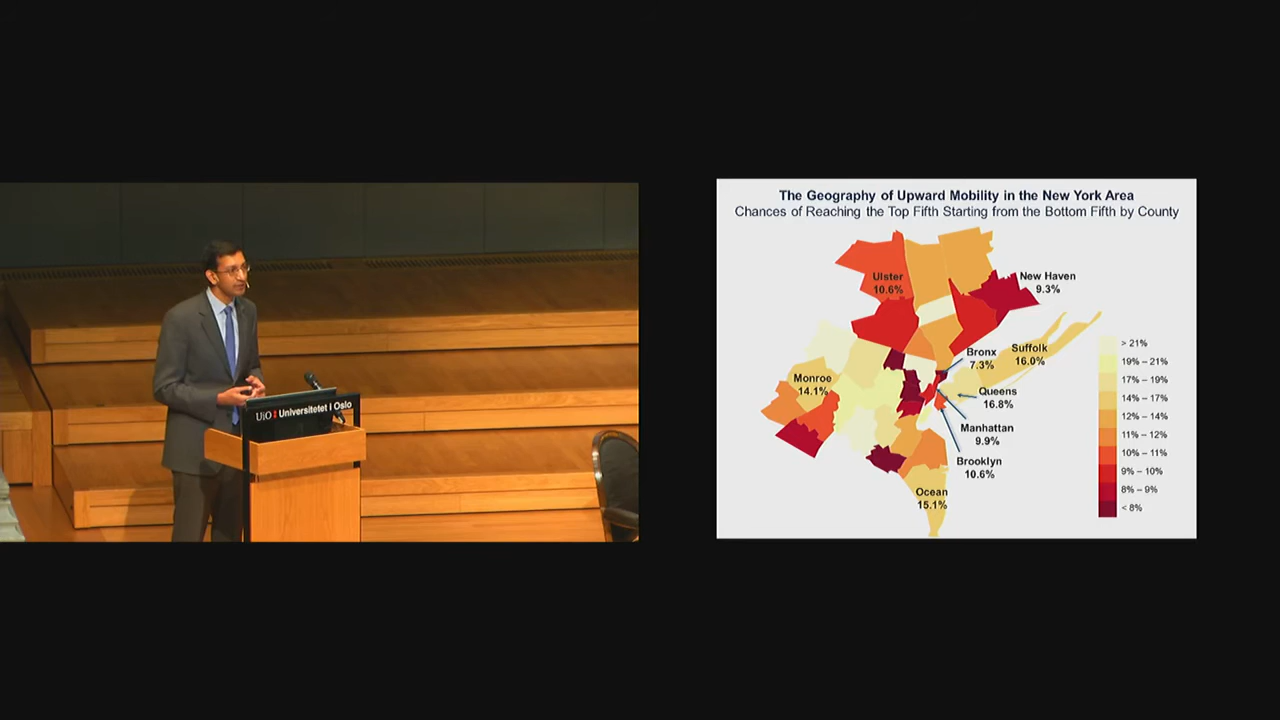 UiO Universitetet i Oslo
The Geography of Upward Mobility in the New York Area
Chances of Reaching the Top Fifth Starting from the Bottom Fifth by County
Ulster
10.6%
New Haven
9.3%
Bronx
7.3%
Suffolk
16.0%
Monroe
14.1%
Queens
16.8%
Manhattan
9.9%
Brooklyn
10.6%
Ocean
15.1%
> 21%
19% – 21%
17% – 19%
14% – 17%
12% – 14%
11% – 12%
10% – 11%
9% – 10%
8% – 9%
< 8%